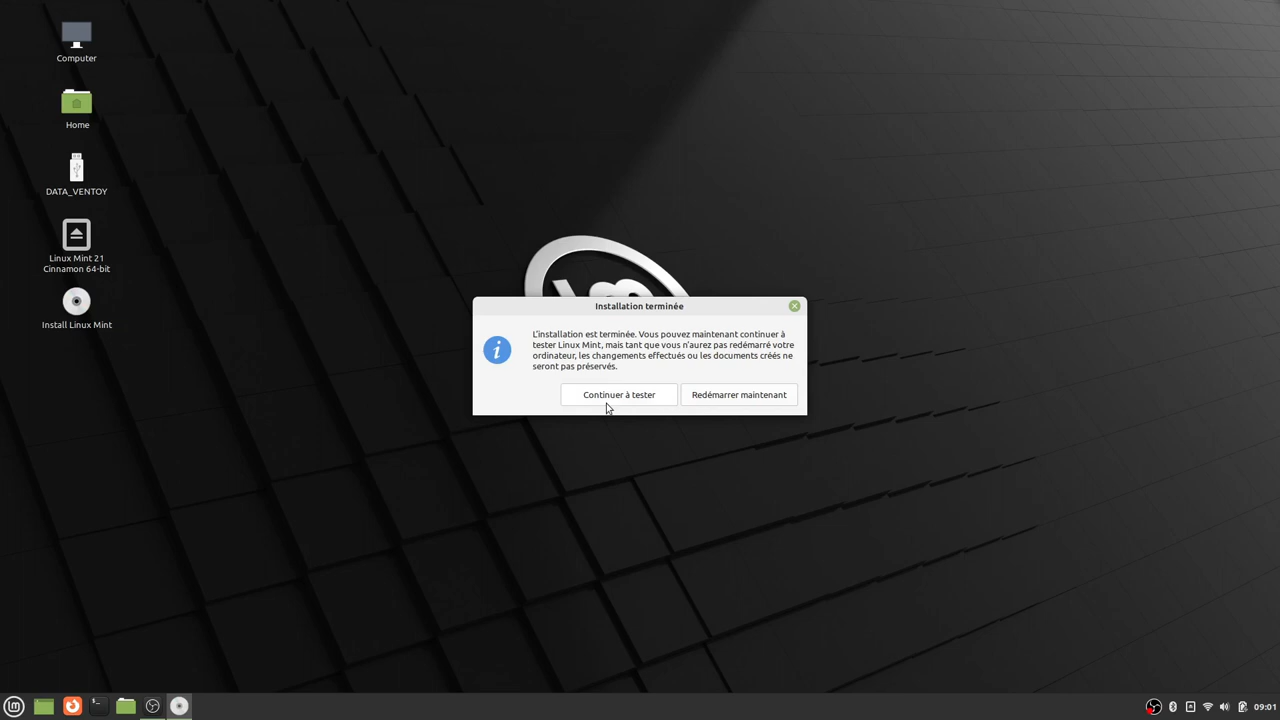 Computer
Home
DATA_VENTOY
Linux Mint 21
Cinnamon 64-bit
Install Linux Mint
Installation terminée
L'installation est terminée. Vous pouvez maintenant continuer à
tester Linux Mint, mais tant que vous n'aurez pas redémarré votre
ordinateur, les changements effectués ou les documents créés ne
seront pas préservés.
Continuer à tester
Redémarrer maintenant
09:01